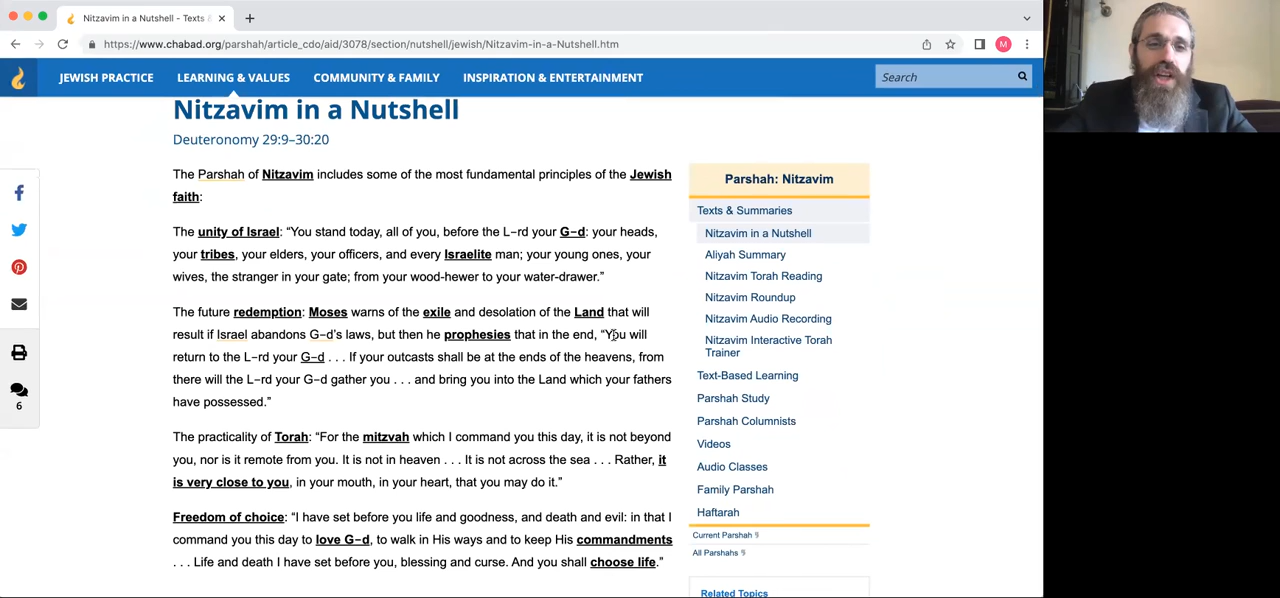 Nitzavim in a Nutshell - Texts &
https://www.chabad.org/parshah/article_cdo/aid/3078/section/nutshell/jewish/Nitzavim-in-a-Nutshell.htm
M
JEWISH PRACTICE
LEARNING & VALUES
COMMUNITY & FAMILY
INSPIRATION & ENTERTAINMENT
Search
Nitzavim in a Nutshell
Deuteronomy 29:9–30:20
The Parshah of Nitzavim includes some of the most fundamental principles of the Jewish
faith:
The unity of Israel: “You stand today, all of you, before the L–rd your G–d: your heads,
your tribes, your elders, your officers, and every Israelite man; your young ones, your
wives, the stranger in your gate; from your wood-hewer to your water-drawer.”
The future redemption: Moses warns of the exile and desolation of the Land that will
result if Israel abandons G–d’s laws, but then he prophesies that in the end, “You will
return to the L–rd your G–d . . . If your outcasts shall be at the ends of the heavens, from
there will the L–rd your G–d gather you . . . and bring you into the Land which your fathers
have possessed.”
The practicality of Torah: “For the mitzvah which I command you this day, it is not beyond
you, nor is it remote from you. It is not in heaven . . . It is not across the sea . . . Rather, it
is very close to you, in your mouth, in your heart, that you may do it.”
Freedom of choice: “I have set before you life and goodness, and death and evil: in that I
command you this day to love G–d, to walk in His ways and to keep His commandments
. . . Life and death I have set before you, blessing and curse. And you shall choose life.”
6
Parshah: Nitzavim
Texts & Summaries
Nitzavim in a Nutshell
Aliyah Summary
Nitzavim Torah Reading
Nitzavim Roundup
Nitzavim Audio Recording
Nitzavim Interactive Torah
Trainer
Text-Based Learning
Parshah Study
Parshah Columnists
Videos
Audio Classes
Family Parshah
Haftarah
Current Parshah §
All Parshahs §
Related Topics